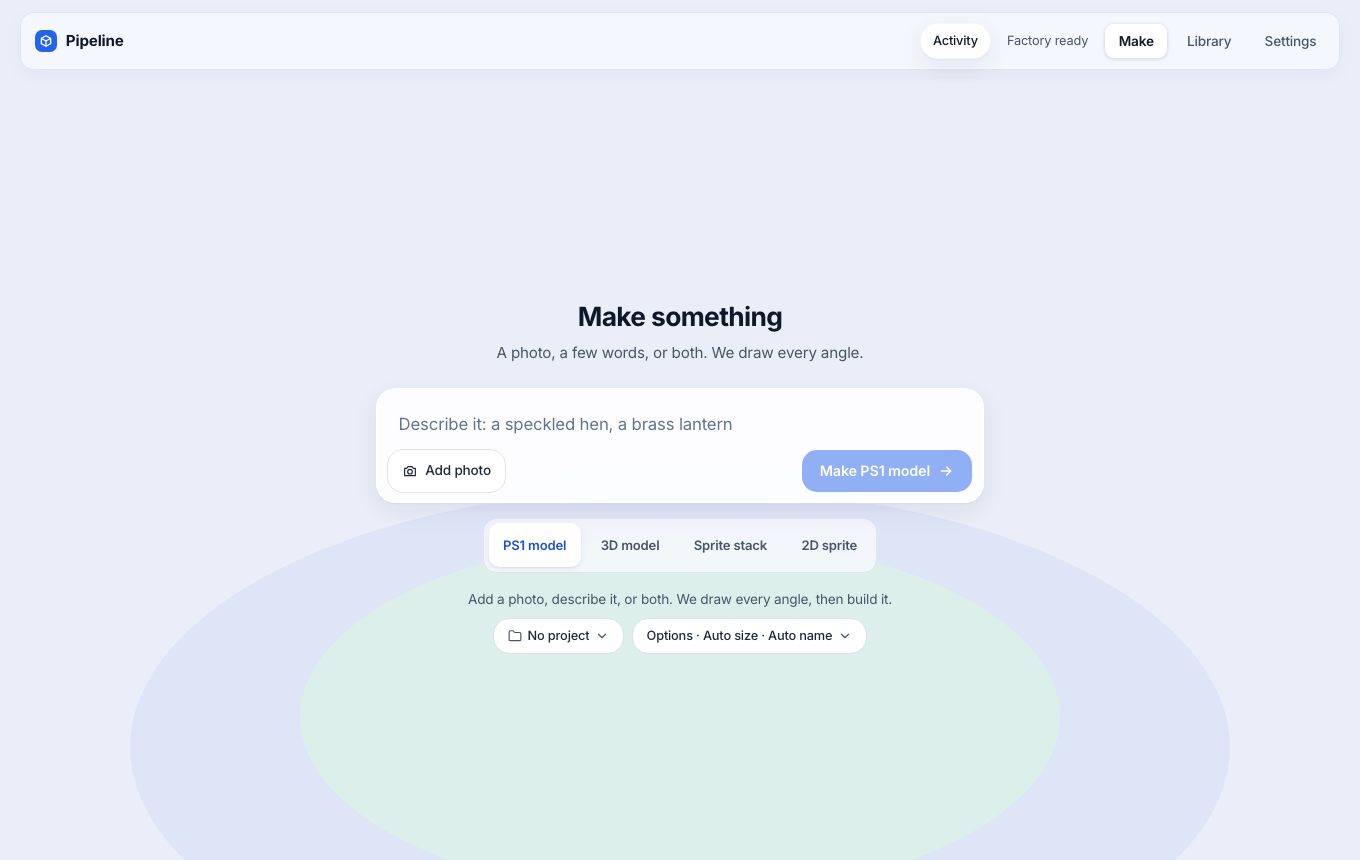 Pipeline
Activity
Factory ready
Make
Library
Settings
Make something
A photo, a few words, or both. We draw every angle.
Describe it: a speckled hen, a brass lantern
Add photo
Make PS1 model
PS1 model
3D model
Sprite stack
2D sprite
Add a photo, describe it, or both. We draw every angle, then build it.
No project
Options · Auto size · Auto name